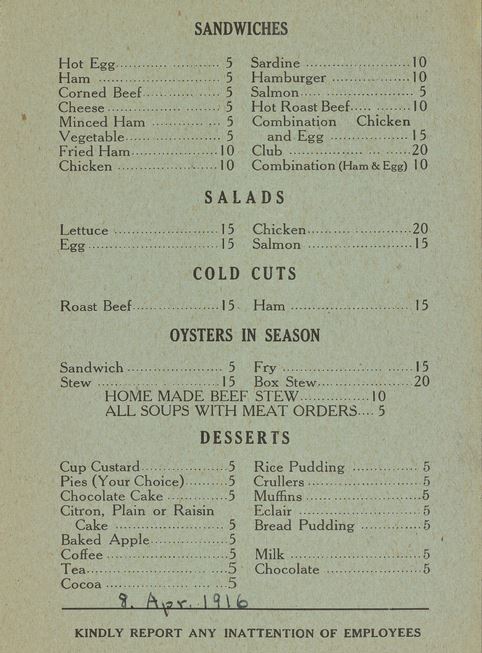 SANDWICHES
Hot Egg 5
Ham 5
Corned Beef 5
Cheese 5
Minced Ham 5
Vegetable 5
Fried Ham 10
Chicken 10
Sardine 10
Hamburger 10
Salmon 5
Hot Roast Beef 10
Combination Chicken
and Egg 15
Club 20
Combination (Ham & Egg) 10
SALADS
Lettuce 15
Egg 15
Chicken 20
Salmon 15
COLD CUTS
Roast Beef 15
Ham 15
OYSTERS IN SEASON
Sandwich 5
Stew 15
Fry 15
Box Stew 20
HOME MADE BEEF STEW 10
ALL SOUPS WITH MEAT ORDERS 5
DESSERTS
Cup Custard 5
Pies (Your Choice) 5
Chocolate Cake 5
Citron, Plain or Raisin
Cake 5
Baked Apple 5
Coffee 5
Tea 5
Cocoa 5
Rice Pudding 5
Crullers 5
Muffins 5
Eclair 5
Bread Pudding 5
Milk 5
Chocolate 5
8. Apr. 1916
KINDLY REPORT ANY INATTENTION OF EMPLOYEES